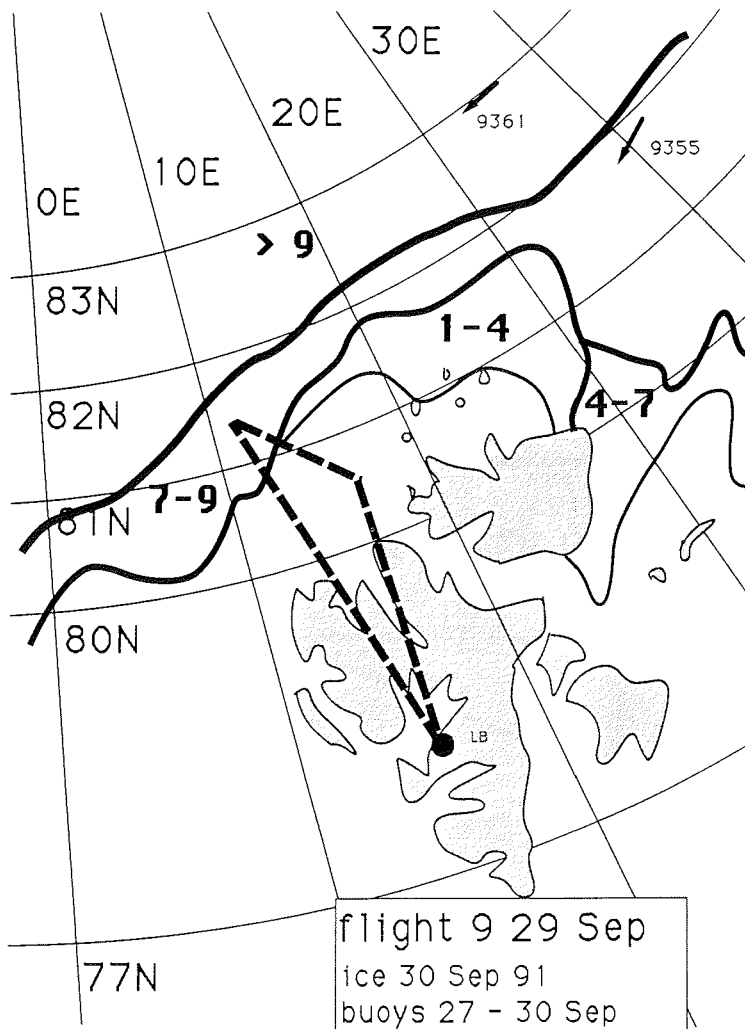 30E
9361
20E
9355
10E
0E
> 9
83N
1-4
82N
4-7
7-9
81N
80N
LB
77N
flight 9 29 Sep
ice 30 Sep 91
buoys 27 - 30 Sep